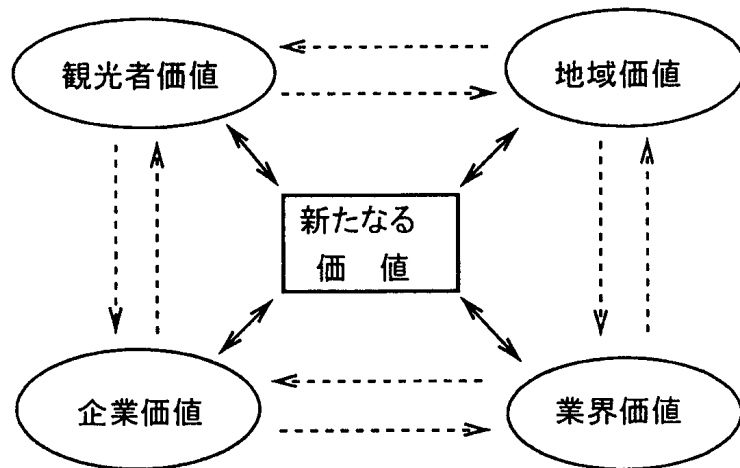 観光者価値
地域価値
新たなる
価　値
企業価値
業界価値